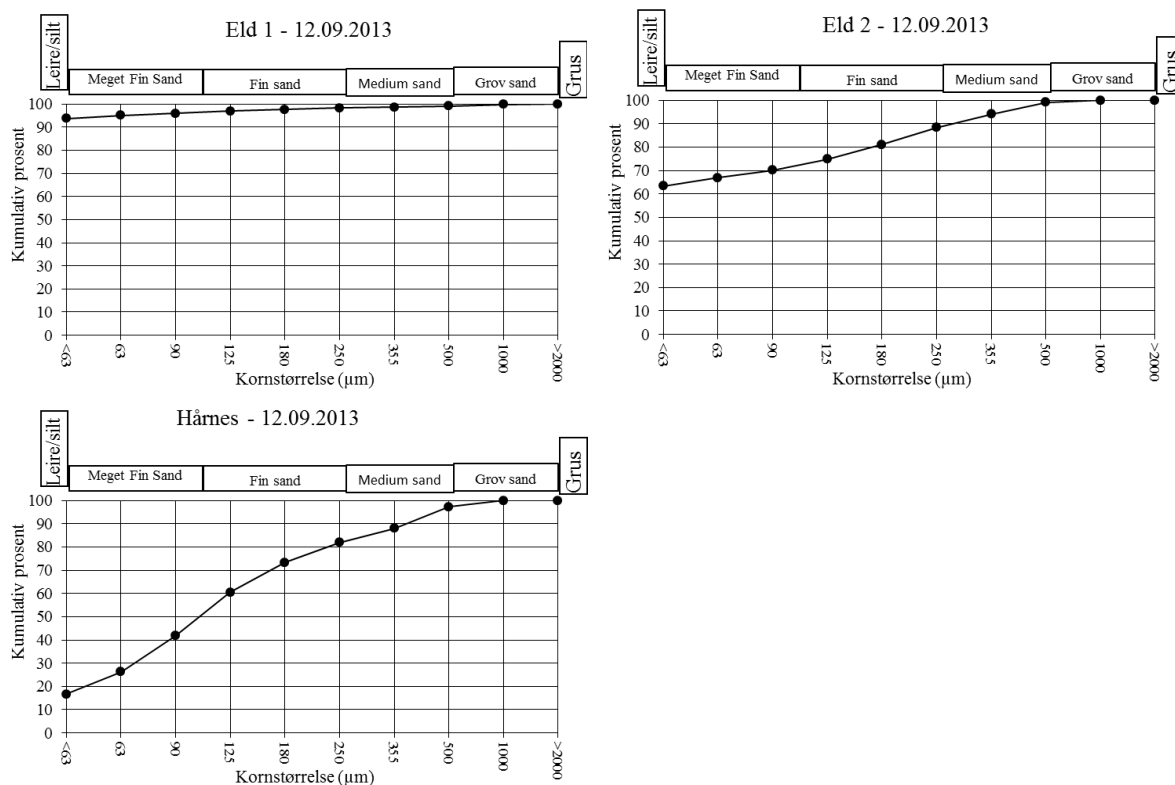 Eld 1 - 12.09.2013
Leire/silt
Meget Fin Sand
Fin sand
Medium sand
Grov sand
Grus
Kumulativ prosent
100
90
80
70
60
50
40
30
20
10
0
<63
63
90
125
180
250
355
500
1000
>2000
Kornstørrelse (µm)
Eld 2 - 12.09.2013
Leire/silt
Meget Fin Sand
Fin sand
Medium sand
Grov sand
Grus
Kumulativ prosent
100
90
80
70
60
50
40
30
20
10
0
<63
63
90
125
180
250
355
500
1000
>2000
Kornstørrelse (µm)
Hårnes - 12.09.2013
Leire/silt
Meget Fin Sand
Fin sand
Medium sand
Grov sand
Grus
Kumulativ prosent
100
90
80
70
60
50
40
30
20
10
0
<63
63
90
125
180
250
355
500
1000
>2000
Kornstørrelse (µm)